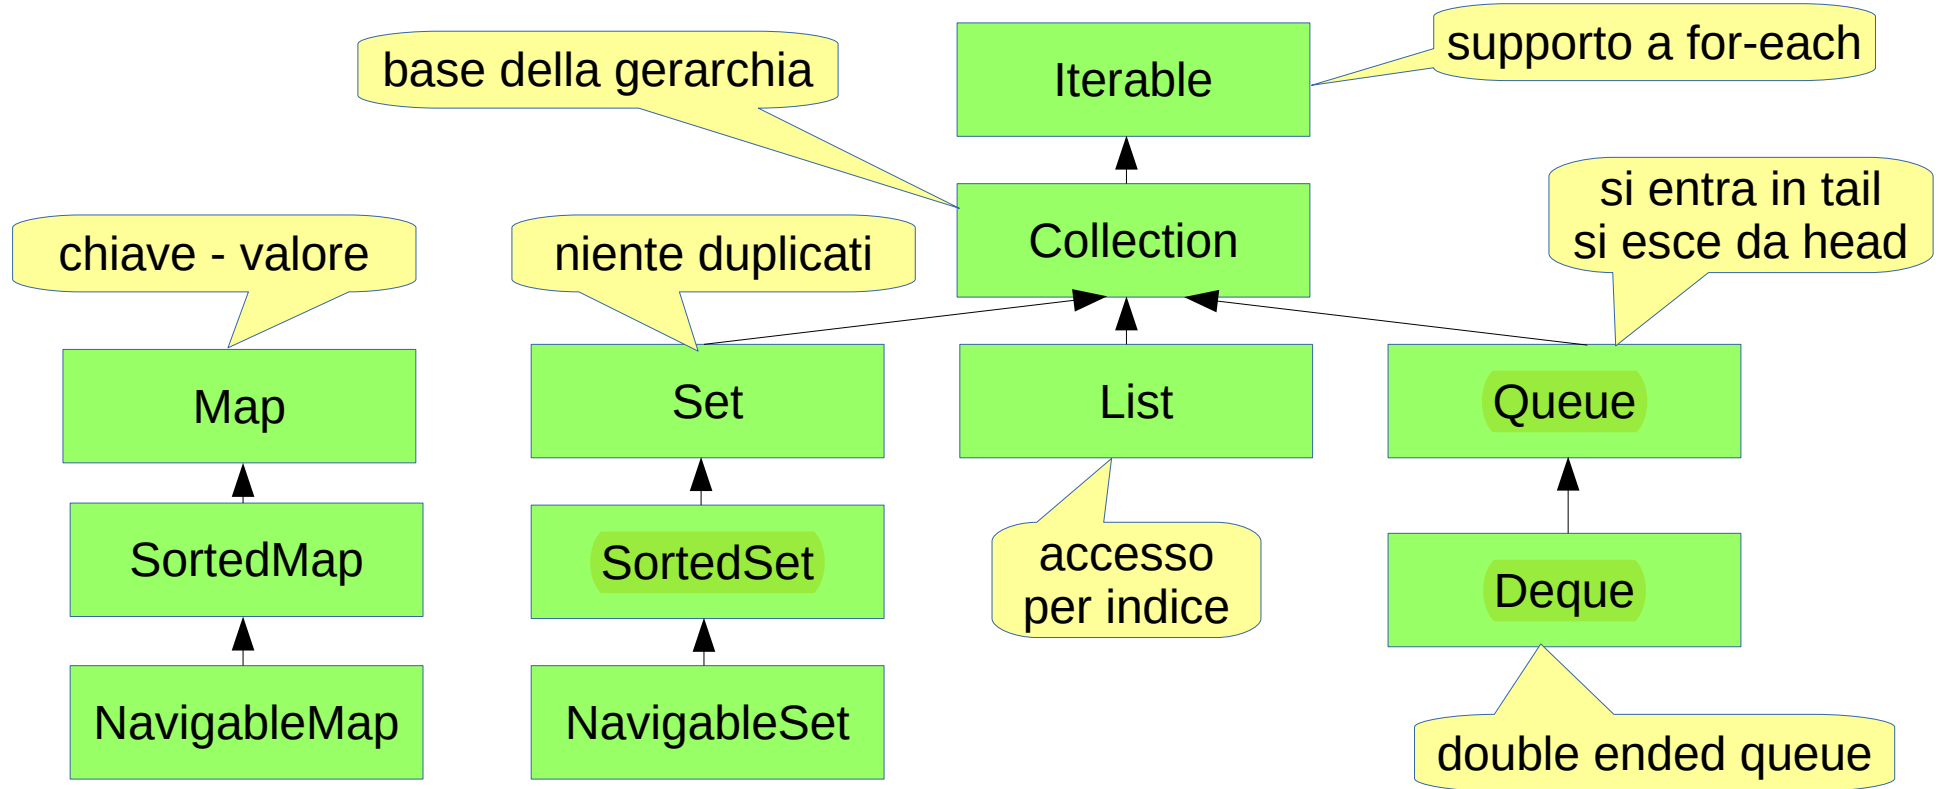 supporto a for-each
base della gerarchia
Iterable
si entra in tail
si esce da head
Collection
chiave - valore
niente duplicati
Map
Set
List
Queue
SortedMap
SortedSet
accesso
per indice
Deque
NavigableMap
NavigableSet
double ended queue